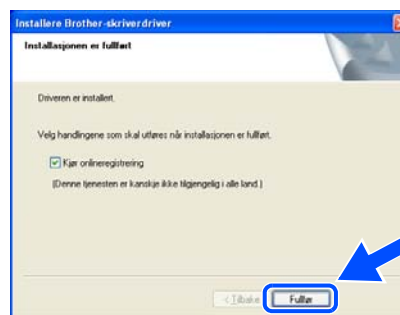 Installere Brother-skriverdriver
Installasjonen er fullført
Driveren er installert.
Velg handlingene som skal utføres når installasjonen er fullført.
Kjør onlineregistrering
(Denne tjenesten er kanskje ikke tilgjengelig i alle land.)
< Tilbake
Fullfør